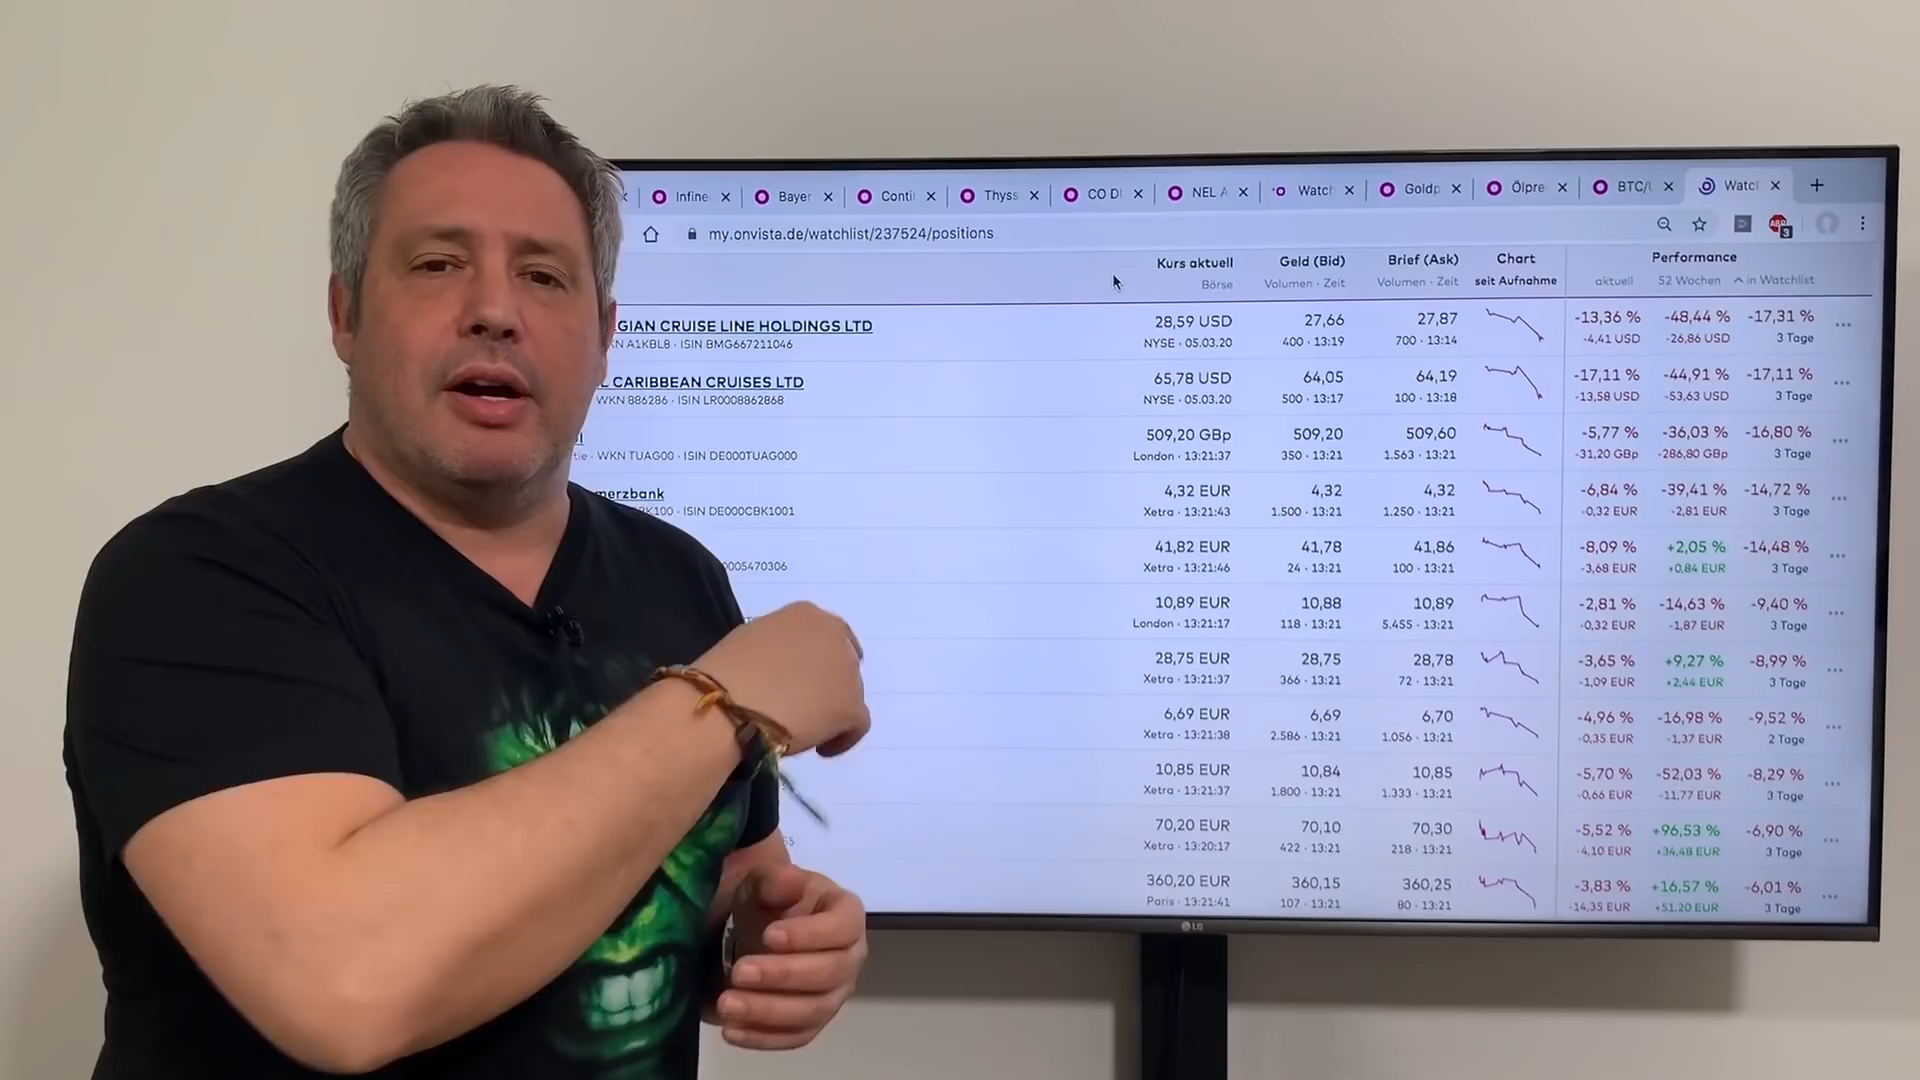 Infine Bayer Conti Thyss CO DI NEL A Watch Goldp Ölpre BTC/ Watcl
my.onvista.de/watchlist/237524/positions
3
Kurs aktuell Geld (Bid) Brief (Ask) Chart Performance
Börse Volumen · Zeit Volumen · Zeit seit Aufnahme aktuell 52 Wochen in Watchlist
GIAN CRUISE LINE HOLDINGS LTD 28,59 USD 27,66 27,87 -13,36 % -48,44 % -17,31 %
KN A1KBL8 · ISIN BMG667211046 NYSE · 05.03.20 400 · 13:19 700 · 13:14 -4,41 USD -26,86 USD 3 Tage
L CARIBBEAN CRUISES LTD 65,78 USD 64,05 64,19 -17,11 % -44,91 % -17,11 %
WKN 886286 · ISIN LR0008862868 NYSE · 05.03.20 500 · 13:17 100 · 13:18 -13,58 USD -53,63 USD 3 Tage
509,20 GBp 509,20 509,60 -5,77 % -36,03 % -16,80 %
tie · WKN TUAG00 · ISIN DE000TUAG000 London · 13:21:37 350 · 13:21 1.563 · 13:21 -31,20 GBp -286,80 GBp 3 Tage
merzbank 4,32 EUR 4,32 4,32 -6,84 % -39,41 % -14,72 %
BK100 · ISIN DE000CBK1001 Xetra · 13:21:43 1.500 · 13:21 1.250 · 13:21 -0,32 EUR -2,81 EUR 3 Tage
41,82 EUR 41,78 41,86 -8,09 % +2,05 % -14,48 %
0005470306 Xetra · 13:21:46 24 · 13:21 100 · 13:21 -3,68 EUR +0,84 EUR 3 Tage
10,89 EUR 10,88 10,89 -2,81 % -14,63 % -9,40 %
London · 13:21:17 118 · 13:21 5.455 · 13:21 -0,32 EUR -1,87 EUR 3 Tage
28,75 EUR 28,75 28,78 -3,65 % +9,27 % -8,99 %
Xetra · 13:21:37 366 · 13:21 72 · 13:21 -1,09 EUR +2,44 EUR 3 Tage
6,69 EUR 6,69 6,70 -4,96 % -16,98 % -9,52 %
Xetra · 13:21:38 2.586 · 13:21 1.056 · 13:21 -0,35 EUR -1,37 EUR 2 Tage
10,85 EUR 10,84 10,85 -5,70 % -52,03 % -8,29 %
Xetra · 13:21:37 1.800 · 13:21 1.333 · 13:21 -0,66 EUR -11,77 EUR 3 Tage
70,20 EUR 70,10 70,30 -5,52 % +96,53 % -6,90 %
Xetra · 13:20:17 422 · 13:21 218 · 13:21 -4,10 EUR +34,48 EUR 3 Tage
360,20 EUR 360,15 360,25 -3,83 % +16,57 % -6,01 %
Paris · 13:21:41 107 · 13:21 80 · 13:21 -14,35 EUR +51,20 EUR 3 Tage
LG